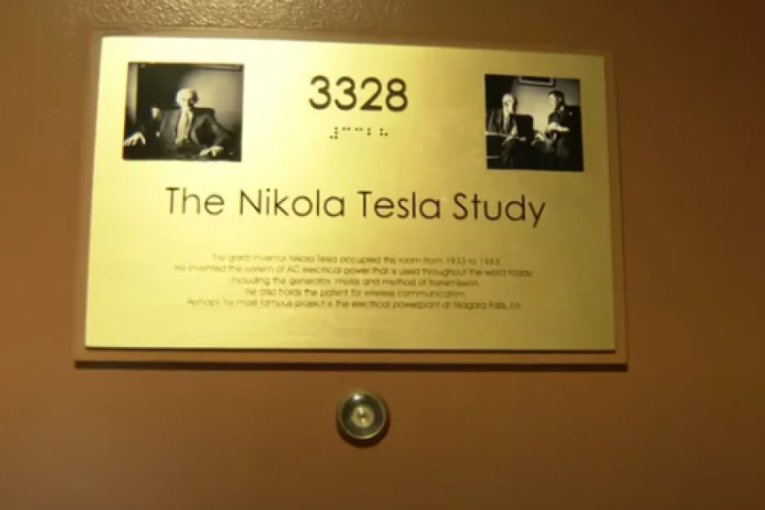 3328
The Nikola Tesla Study
The great inventor Nikola Tesla occupied this room from 1933 to 1943
He invented the system of AC electrical power that is used throughout the world today
including the generator, motor and method of transmission.
He also holds the patent for wireless communication.
Perhaps his most famous project is the electrical powerplant at Niagara Falls, NY